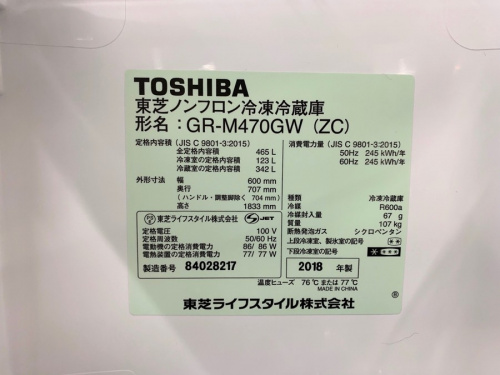 TOSHIBA
東芝ノンフロン冷凍冷蔵庫
形名：GR-M470GW（ZC）
定格内容積（JIS C 9801-3:2015）
全定格内容積 465 L
冷凍室の定格内容積 123 L
冷蔵室の定格内容積 342 L
外形寸法 幅 600 mm
奥行 707 mm
（ハンドル・調整脚除く 704 mm）
高さ 1833 mm
東芝ライフスタイル株式会社 JET
定格電圧 100 V
定格周波数 50/60 Hz
電動機の定格消費電力 86/ 86 W
電熱装置の定格消費電力 77/ 77 W
製造番号 84028217
消費電力量（JIS C 9801-3:2015）
50Hz 245 kWh/年
60Hz 245 kWh/年
種類 冷凍冷蔵庫
冷媒 R600a
冷媒封入量 67 g
質量 107 kg
断熱発泡ガス シクロペンタン
上段冷凍室、製氷室の記号 **
下段冷凍室の記号 ****
2018 年製
温度ヒューズ 76℃または77℃
MADE IN CHINA
東芝ライフスタイル株式会社 ®